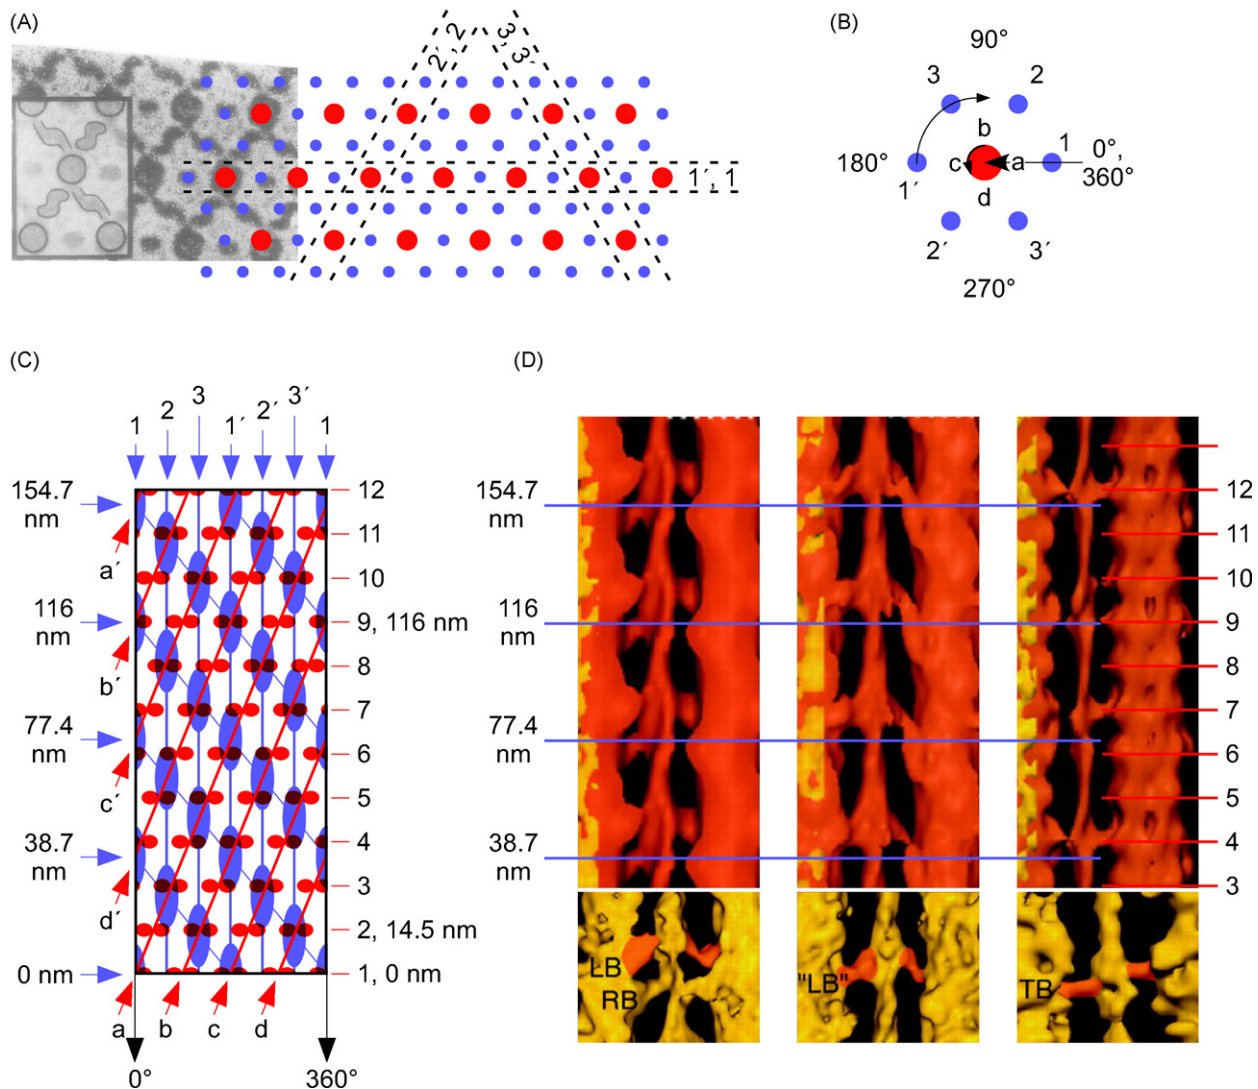 (A)
2´, 2
3, 3´
1´, 1
(B)
90°
3
2
b
180°
c
a
1
0°,
360°
1´
d
2´
3´
270°
(C)
1
2
3
1´
2´
3´
1
154.7
nm
12
11
a´
10
116
nm
9, 116 nm
b´
8
7
77.4
nm
6
c´
5
38.7
nm
4
d´
3
2, 14.5 nm
0 nm
1, 0 nm
a
b
c
d
0°
360°
(D)
154.7
nm
12
11
10
116
nm
9
8
7
77.4
nm
6
5
38.7
nm
4
3
LB
RB
"LB"
TB